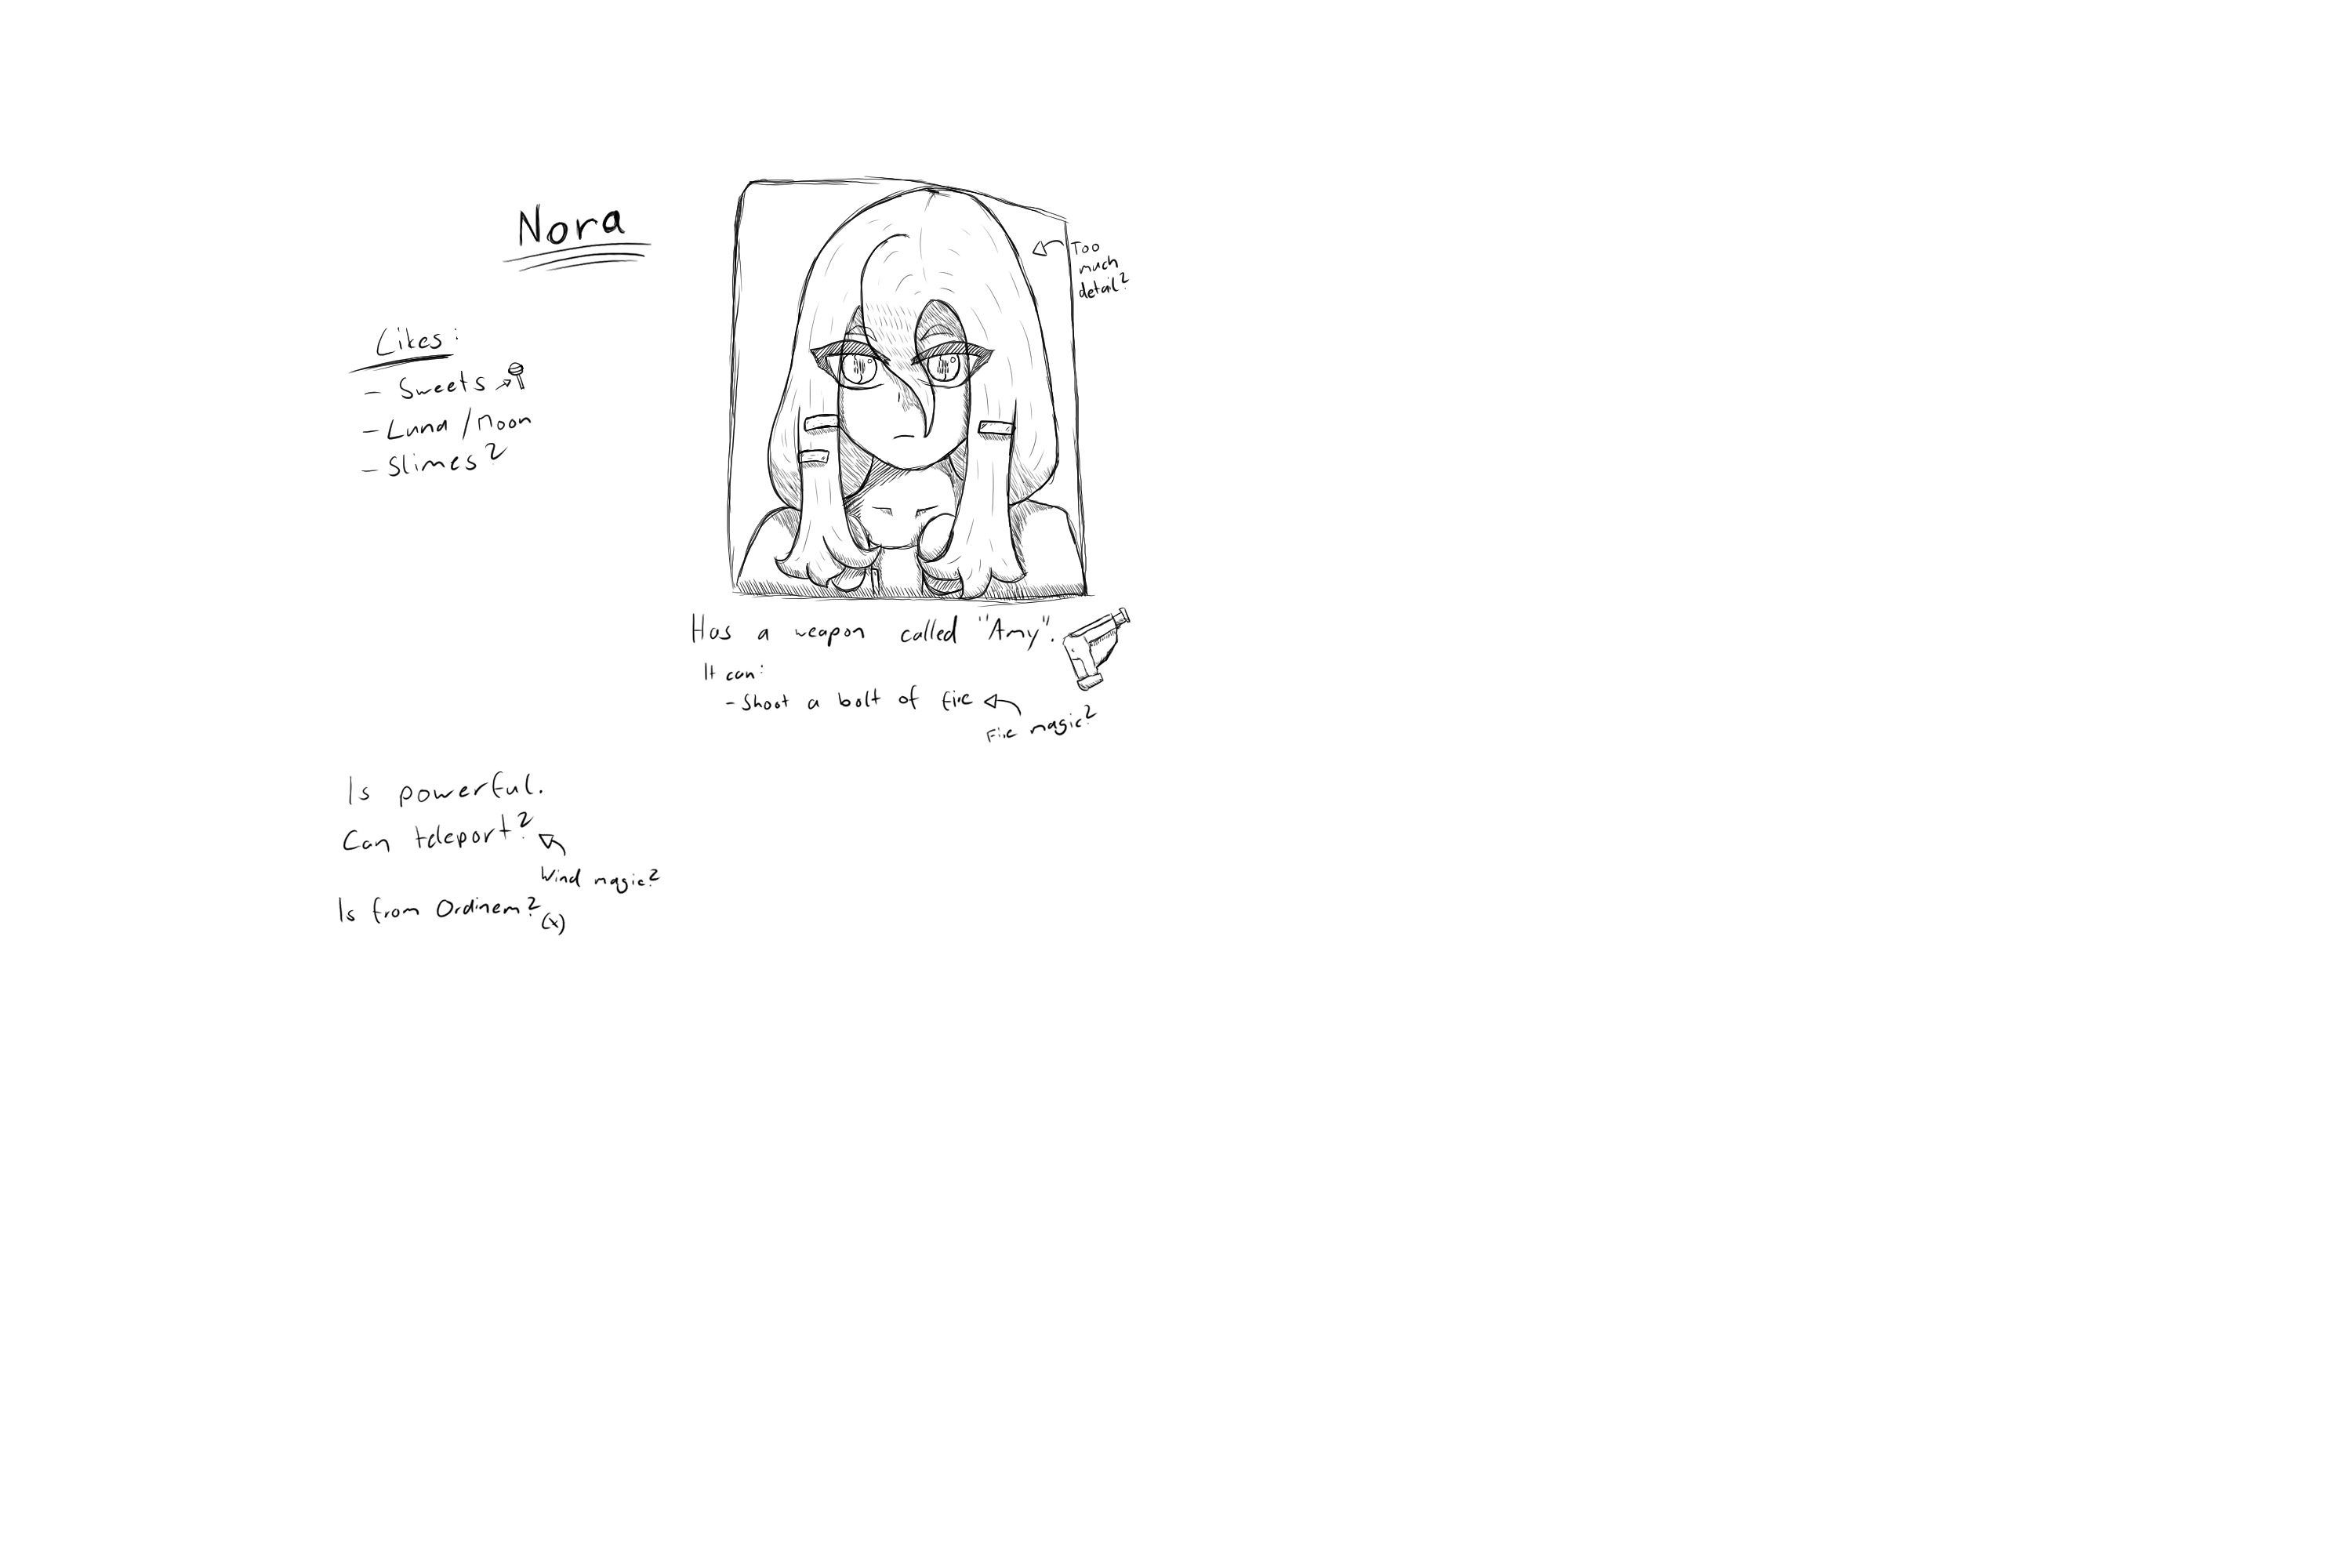 Nora
Too
much
detail?
Likes:
- Sweets
- Luna / Moon
- Slimes?
Has a weapon called "Amy".
It can:
- Shoot a bolt of fire
Fire magic?
Is powerful.
Can teleport?
Wind magic?
Is from Ordinem?
(x)